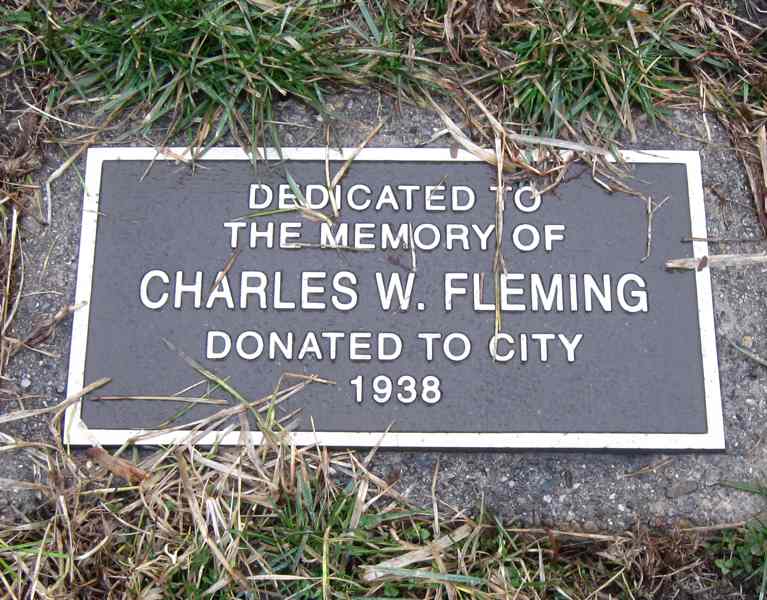 DEDICATED TO
THE MEMORY OF
CHARLES W. FLEMING
DONATED TO CITY
1938